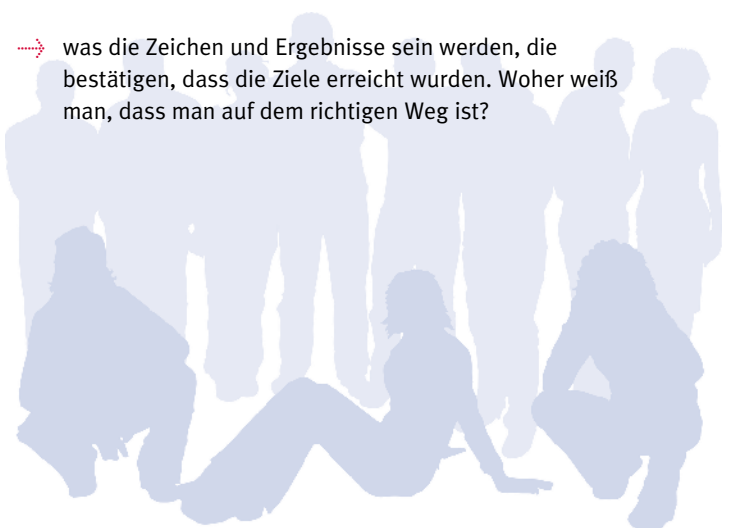 was die Zeichen und Ergebnisse sein werden, die
bestätigen, dass die Ziele erreicht wurden. Woher weiß
man, dass man auf dem richtigen Weg ist?